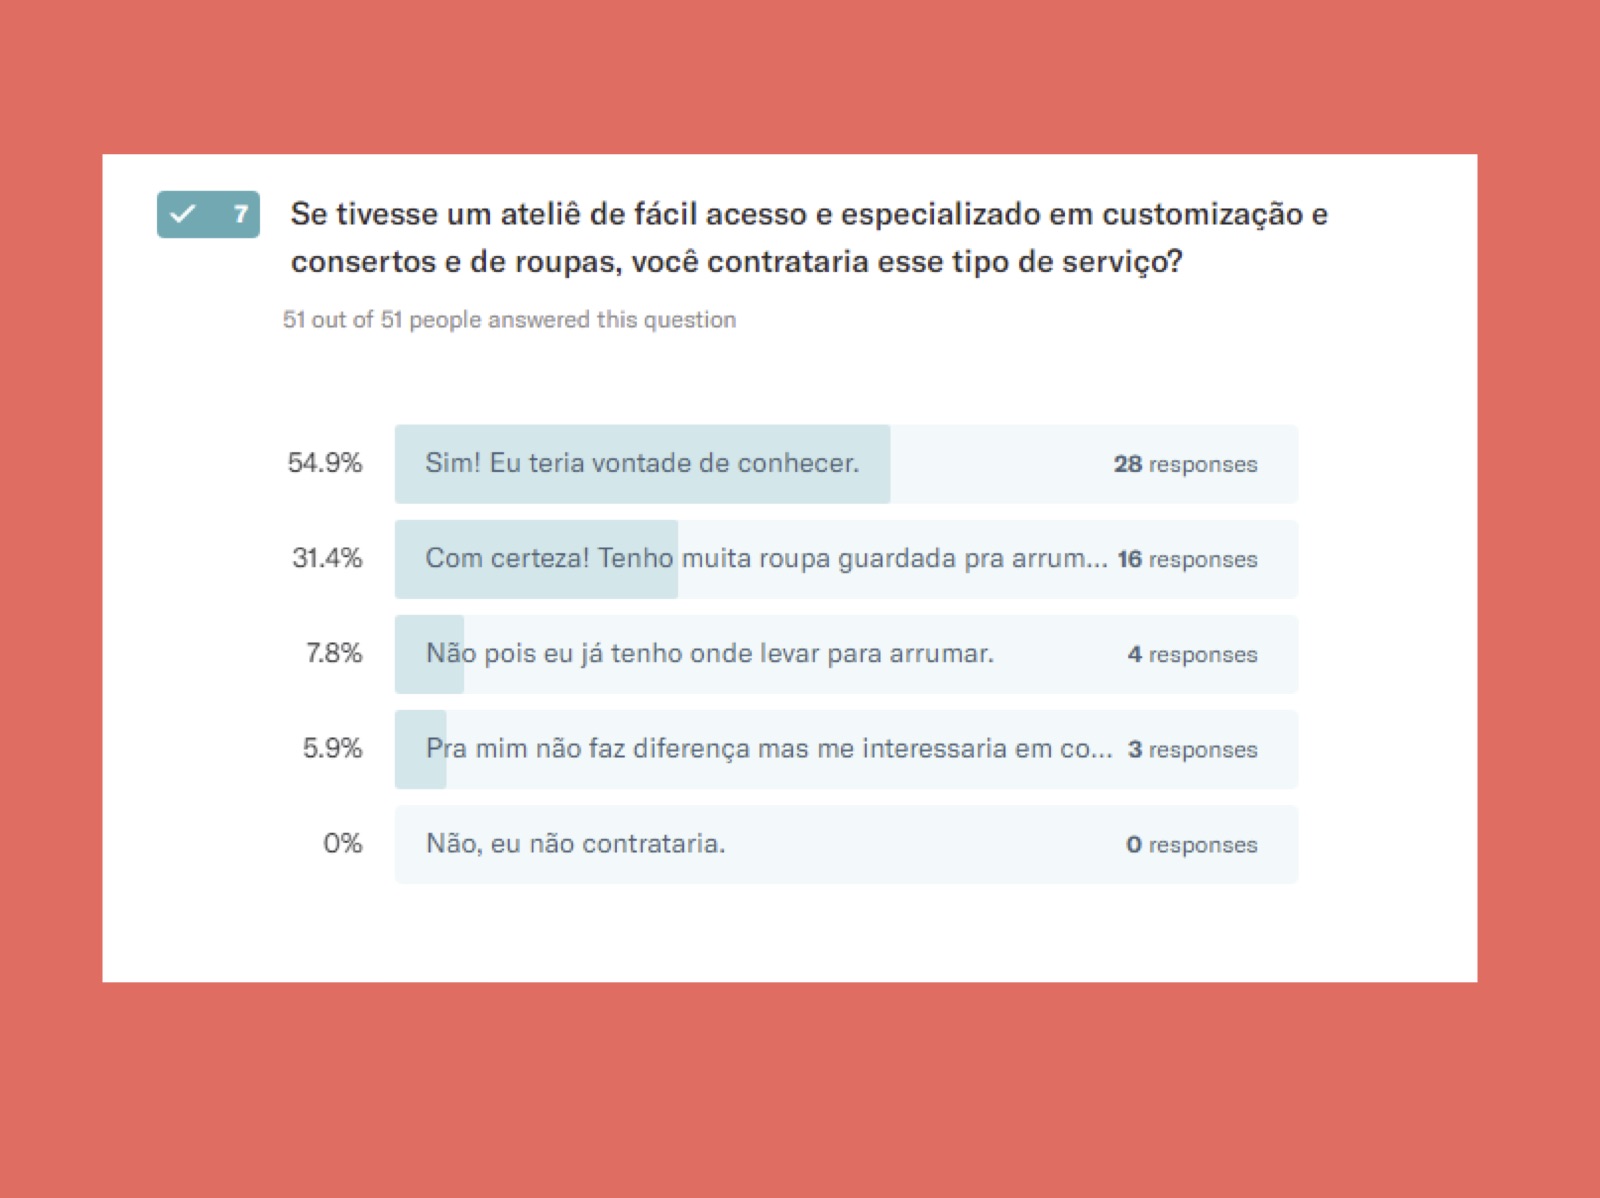 7
Se tivesse um ateliê de fácil acesso e especializado em customização e
consertos e de roupas, você contrataria esse tipo de serviço?
51 out of 51 people answered this question
54.9% Sim! Eu teria vontade de conhecer. 28 responses
31.4% Com certeza! Tenho muita roupa guardada pra arrum... 16 responses
7.8% Não pois eu já tenho onde levar para arrumar. 4 responses
5.9% Pra mim não faz diferença mas me interessaria em co... 3 responses
0% Não, eu não contrataria. 0 responses